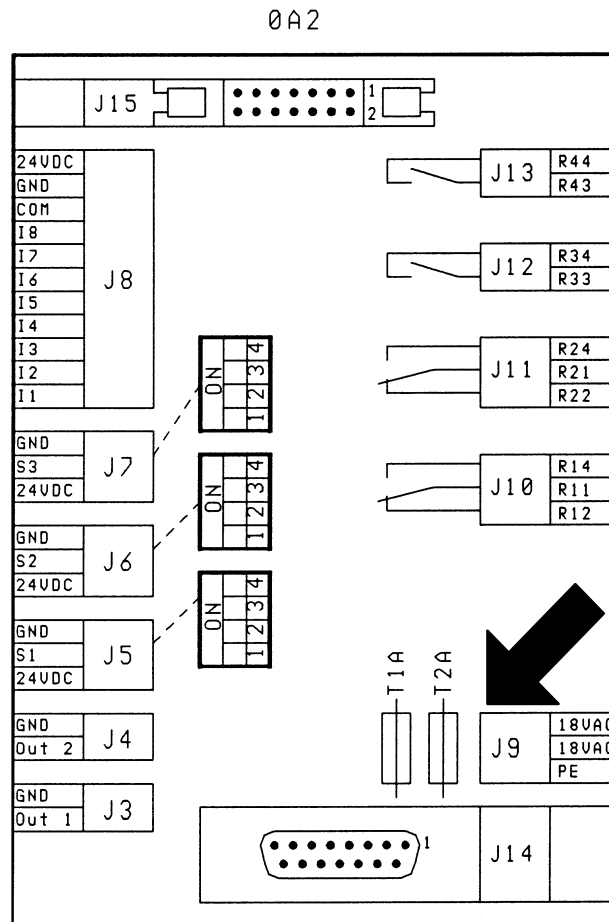 0A2
J15
1
2
24VDC
GND
COM
I8
I7
I6
I5
I4
I3
I2
I1
J8
J13
R44
R43
J12
R34
R33
J11
R24
R21
R22
J10
R14
R11
R12
ON
1 2 3 4
GND
S3
24VDC
J7
ON
1 2 3 4
GND
S2
24VDC
J6
ON
1 2 3 4
GND
S1
24VDC
J5
GND
Out 2
J4
GND
Out 1
J3
T1A
T2A
J9
18VAC
18VAC
PE
1
J14